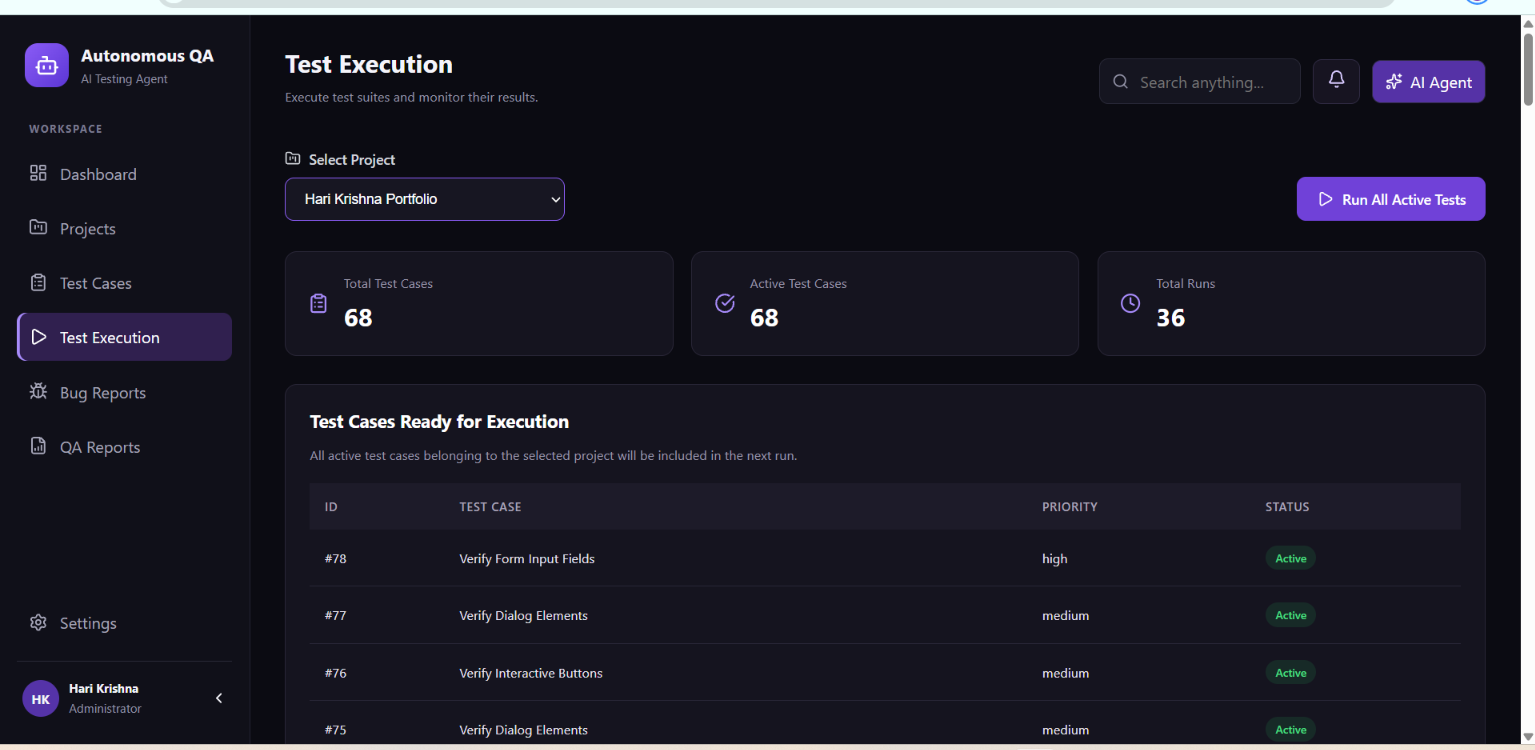 Autonomous QA
AI Testing Agent
WORKSPACE
Dashboard
Projects
Test Cases
Test Execution
Bug Reports
QA Reports
Settings
HK
Hari Krishna
Administrator
Test Execution
Execute test suites and monitor their results.
Search anything...
AI Agent
Select Project
Hari Krishna Portfolio
Run All Active Tests
Total Test Cases
68
Active Test Cases
68
Total Runs
36
Test Cases Ready for Execution
All active test cases belonging to the selected project will be included in the next run.
ID TEST CASE PRIORITY STATUS
#78 Verify Form Input Fields high Active
#77 Verify Dialog Elements medium Active
#76 Verify Interactive Buttons medium Active
#75 Verify Dialog Elements medium Active